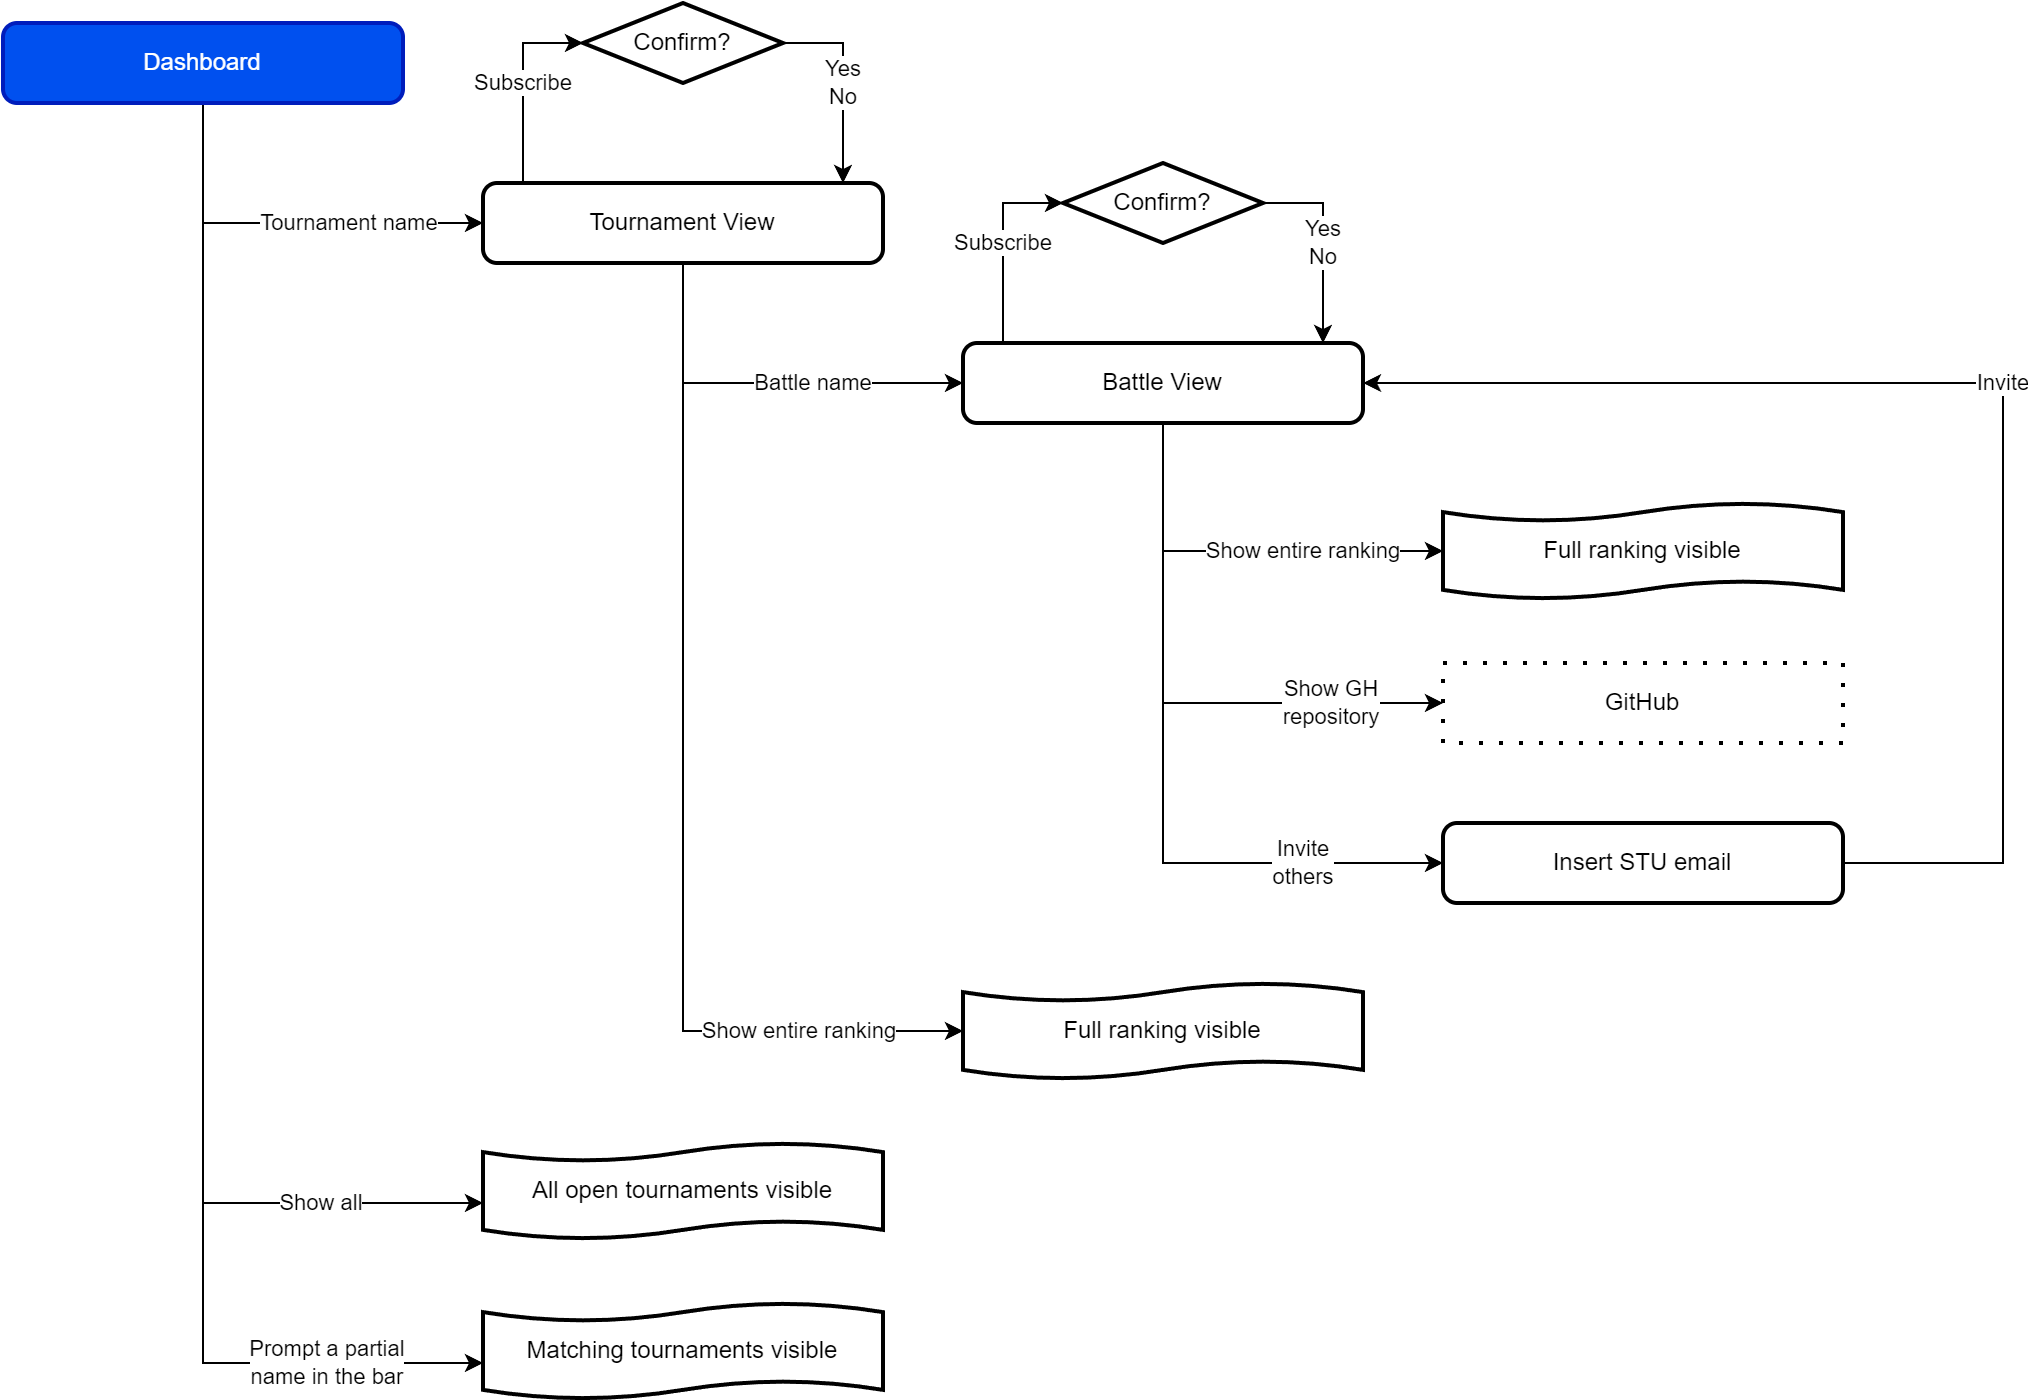 Dashboard
Confirm?
Subscribe
Yes
No
Tournament name
Tournament View
Confirm?
Subscribe
Yes
No
Battle name
Battle View
Invite
Show entire ranking
Full ranking visible
Show GH
repository
GitHub
Invite
others
Insert STU email
Show entire ranking
Full ranking visible
Show all
All open tournaments visible
Prompt a partial
name in the bar
Matching tournaments visible